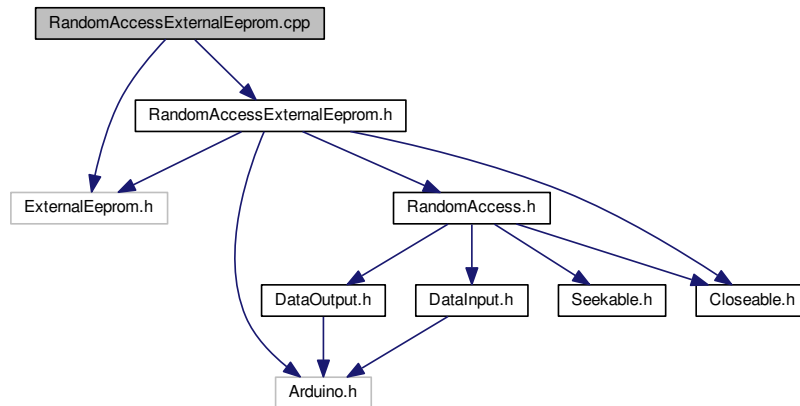 RandomAccessExternalEeprom.cpp
RandomAccessExternalEeprom.h
ExternalEeprom.h
RandomAccess.h
DataOutput.h
DataInput.h
Seekable.h
Closeable.h
Arduino.h